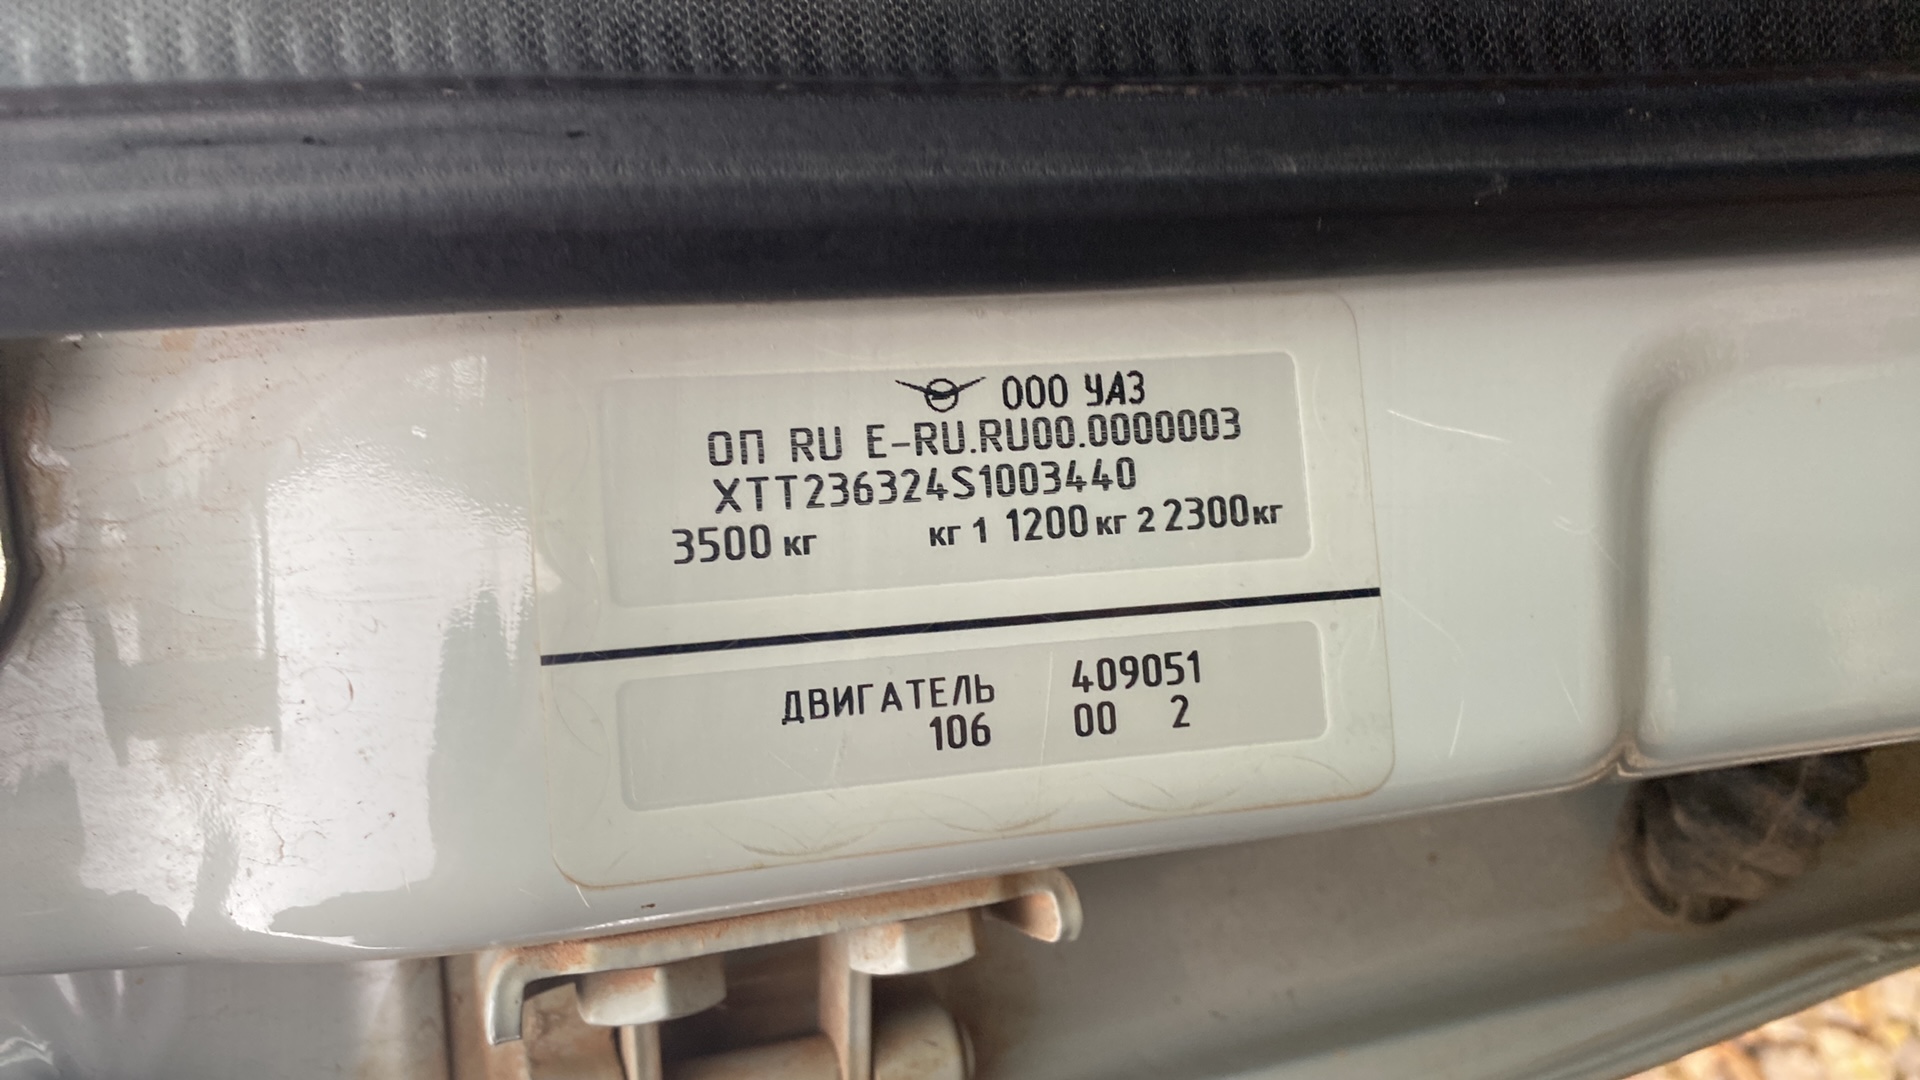 ООО УАЗ
ОП RU E-RU.RU00.0000003
XTT236324S1003440
3500 кг кг 1 1200 кг 2 2300 кг
ДВИГАТЕЛЬ 409051
106 00 2